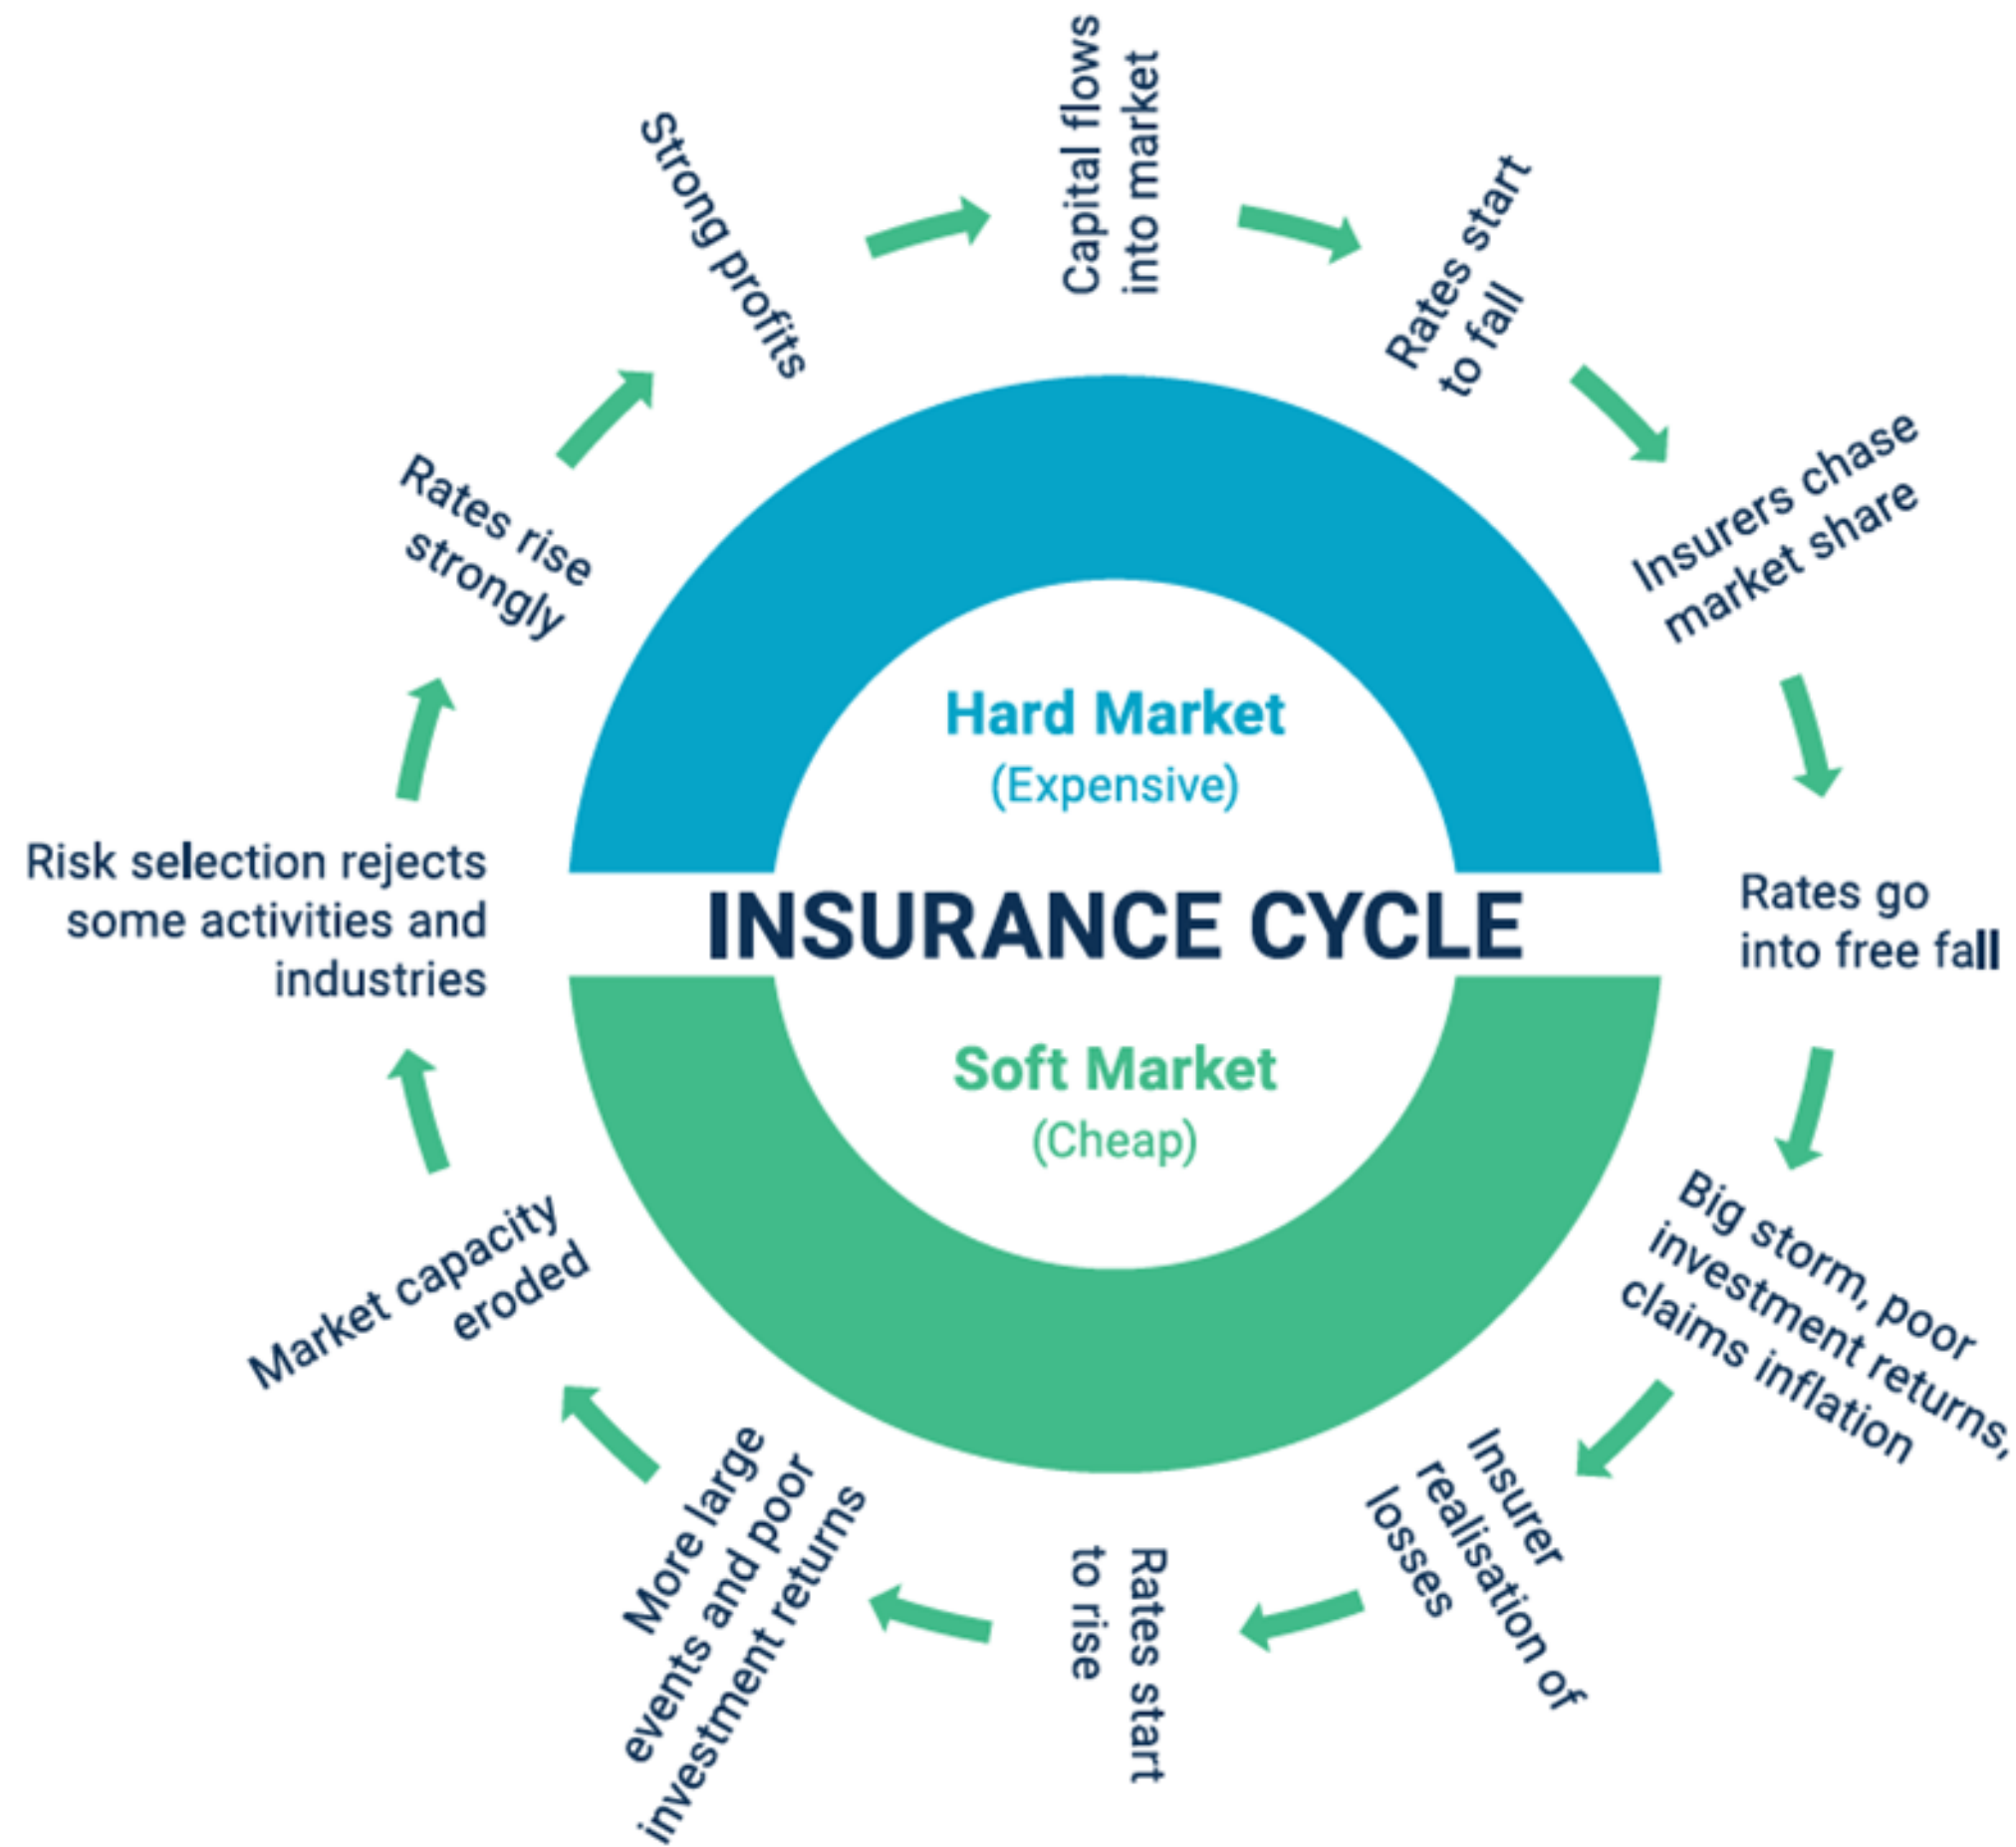 Capital flows
into market
Rates start
to fall
Insurers chase
market share
Rates go
into free fall
Big storm, poor
investment returns,
claims inflation
Insurer
realisation of
losses
Rates start
to rise
More large
events and poor
investment returns
Market capacity
eroded
Risk selection rejects
some activities and
industries
Rates rise
strongly
Strong profits
Hard Market
(Expensive)
INSURANCE CYCLE
Soft Market
(Cheap)